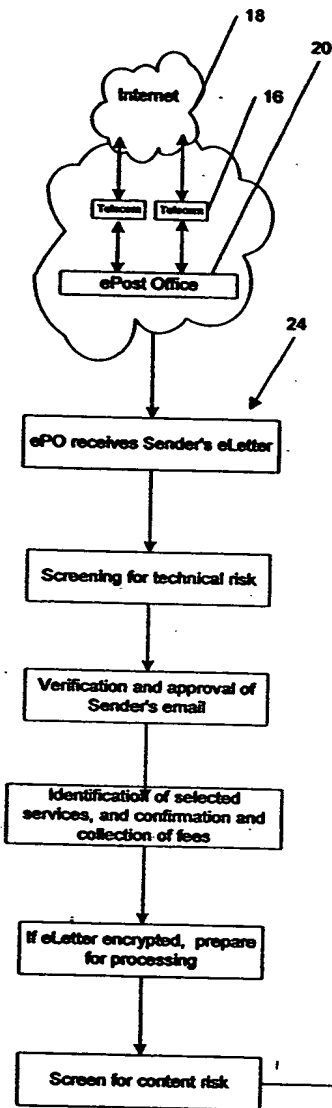 18
20
Internet
16
Telecom Telecom
ePost Office
24
ePO receives Sender's eLetter
Screening for technical risk
Verification and approval of
Sender's email
Identification of selected
services, and confirmation and
collection of fees
If eLetter encrypted, prepare
for processing
Screen for content risk